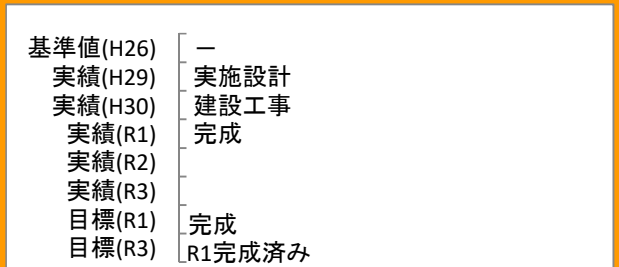 基準値(H26) －
実績(H29) 実施設計
実績(H30) 建設工事
実績(R1) 完成
実績(R2)
実績(R3)
目標(R1) 完成
目標(R3) R1完成済み